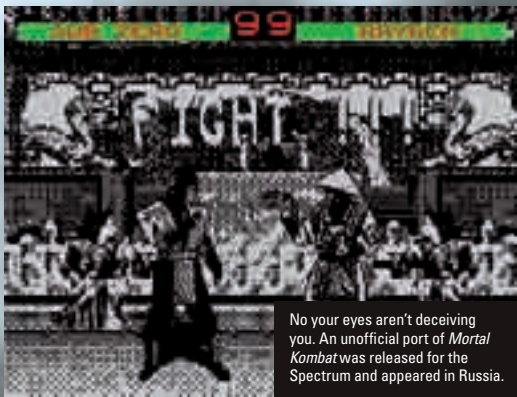 99
FIGHT !!!
No your eyes aren't deceiving
you. An unofficial port of Mortal
Kombat was released for the
Spectrum and appeared in Russia.